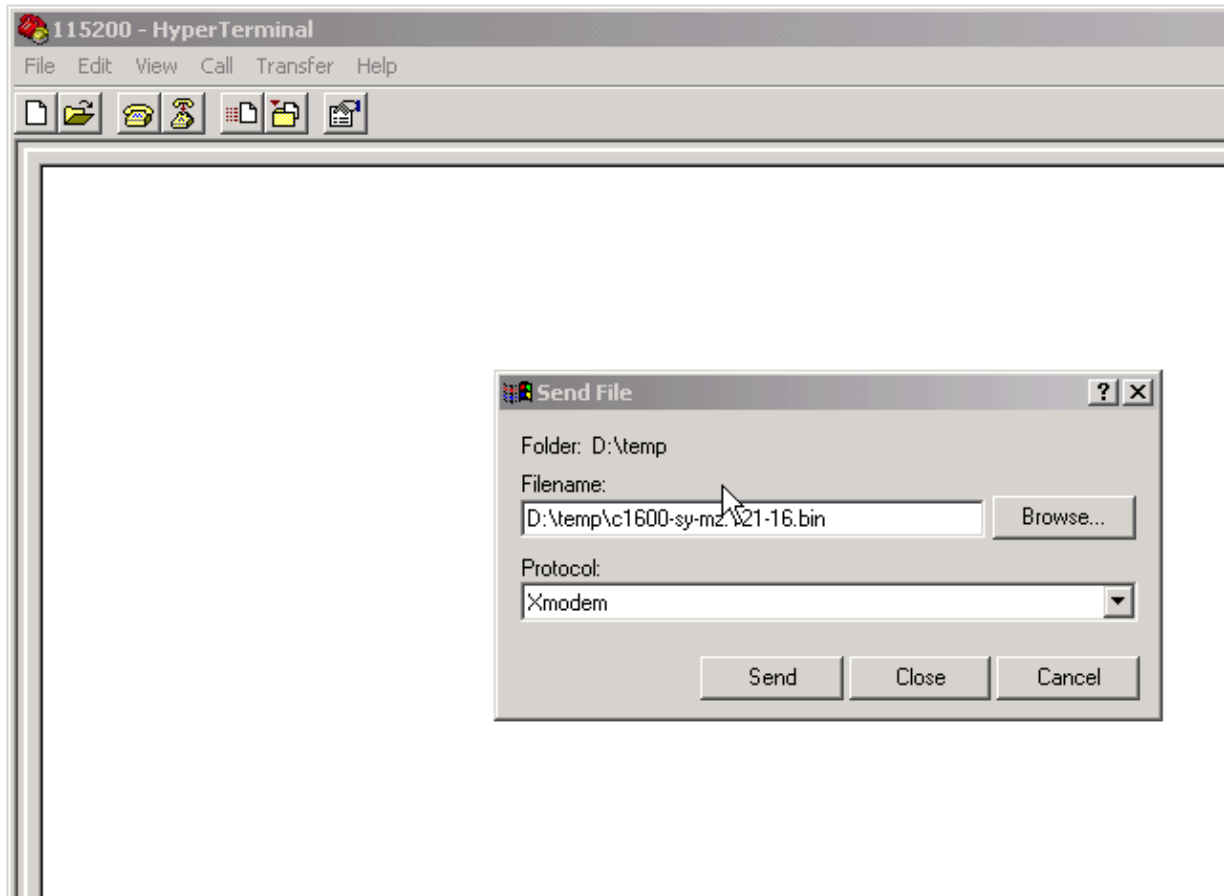 115200 - HyperTerminal
File Edit View Call Transfer Help
Send File
Folder: D:\temp
Filename:
Browse...
Protocol:
Xmodem
Send Close Cancel